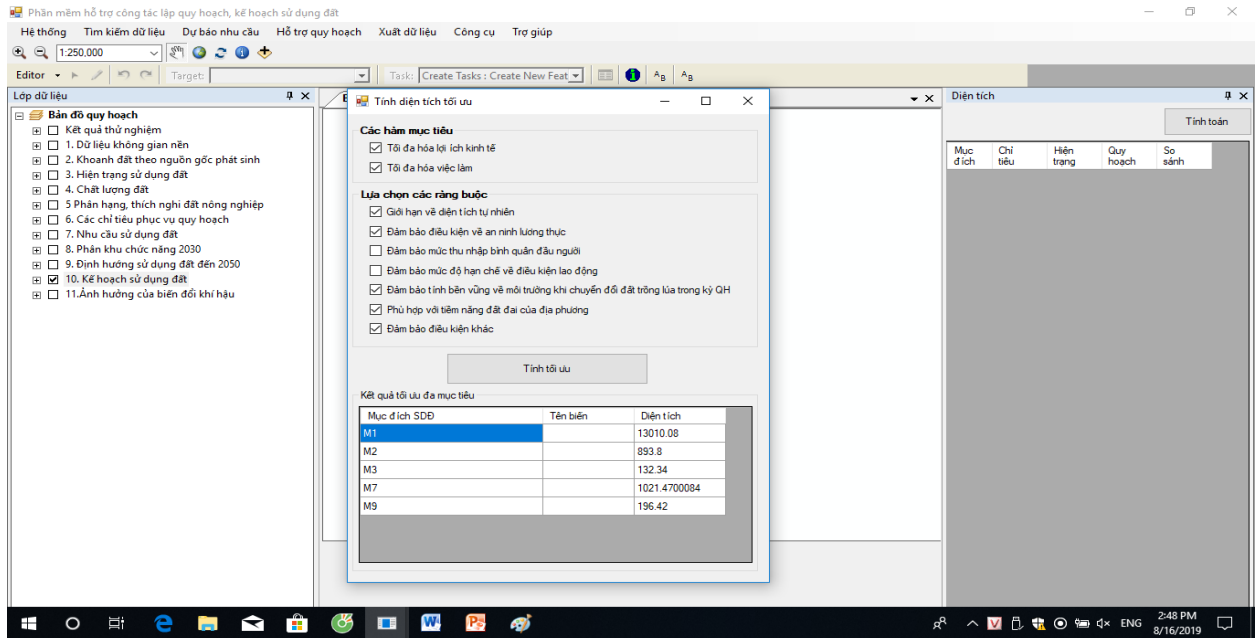 Phần mềm hỗ trợ công tác lập quy hoạch, kế hoạch sử dụng đất
Hệ thống Tìm kiếm dữ liệu Dự báo nhu cầu Hỗ trợ quy hoạch Xuất dữ liệu Công cụ Trợ giúp
1:250,000
Editor Target: Task: Create Tasks : Create New Feat
Lớp dữ liệu
Bản đồ quy hoạch
Kết quả thử nghiệm
1. Dữ liệu không gian nền
2. Khoanh đất theo nguồn gốc phát sinh
3. Hiện trạng sử dụng đất
4. Chất lượng đất
5 Phân hạng, thích nghi đất nông nghiệp
6. Các chỉ tiêu phục vụ quy hoạch
7. Nhu cầu sử dụng đất
8. Phân khu chức năng 2030
9. Định hướng sử dụng đất đến 2050
10. Kế hoạch sử dụng đất
11.Ảnh hưởng của biến đổi khí hậu
Tính diện tích tối ưu
Các hàm mục tiêu
Tối đa hóa lợi ích kinh tế
Tối đa hóa việc làm
Lựa chọn các ràng buộc
Giới hạn về diện tích tự nhiên
Đảm bảo điều kiện về an ninh lương thực
Đảm bảo mức thu nhập bình quân đầu người
Đảm bảo mức độ hạn chế về điều kiện lao động
Đảm bảo tính bền vững về môi trường khi chuyển đổi đất trồng lúa trong kỳ QH
Phù hợp với tiềm năng đất đai của địa phương
Đảm bảo điều kiện khác
Tính tối ưu
Kết quả tối ưu đa mục tiêu
Mục đích SDĐ Tên biến Diện tích
M1 13010.08
M2 893.8
M3 132.34
M7 1021.4700084
M9 196.42
Diện tích
Tính toán
Mục đích Chỉ tiêu Hiện trạng Quy hoạch So sánh
ENG
2:48 PM
8/16/2019